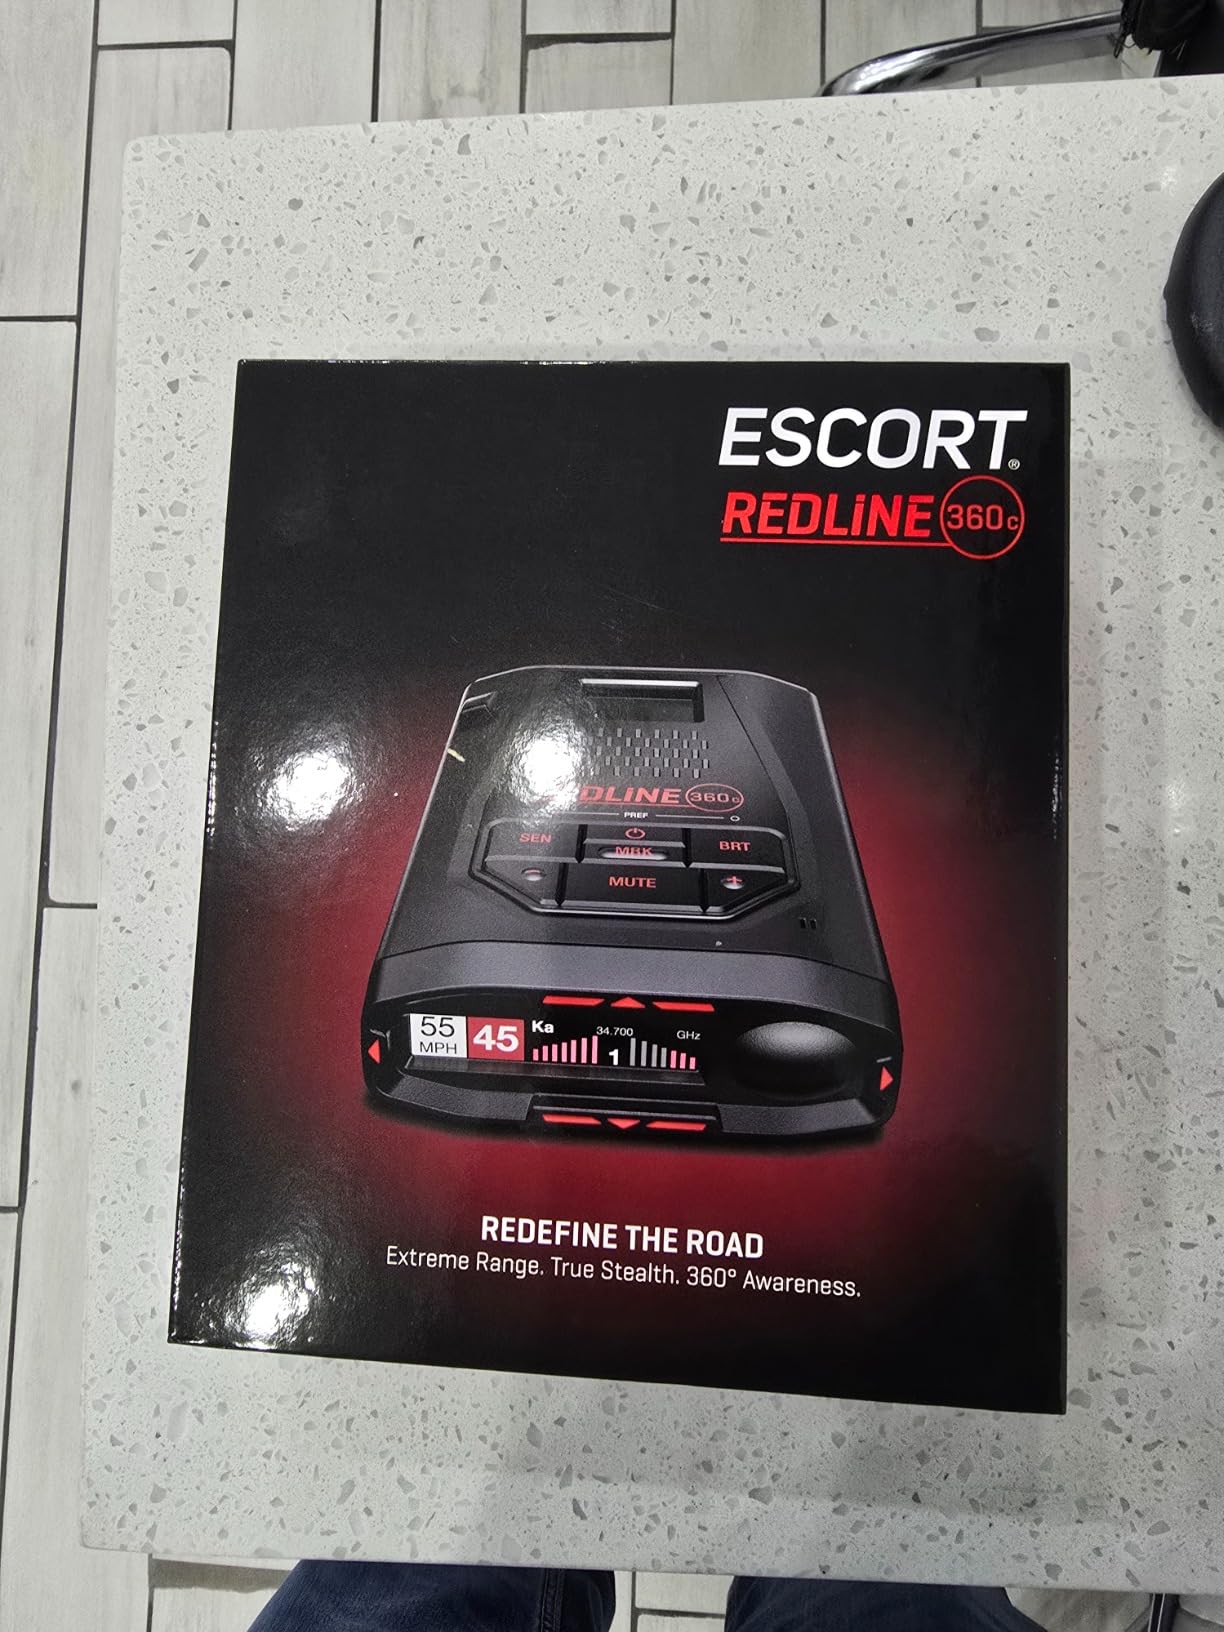 ESCORT®
REDLINE 360c
DLINE 360c
PREF
SEN MRK BRT
- MUTE +
55 MPH 45 Ka 34.700 GHz
1
REDEFINE THE ROAD
Extreme Range. True Stealth. 360° Awareness.